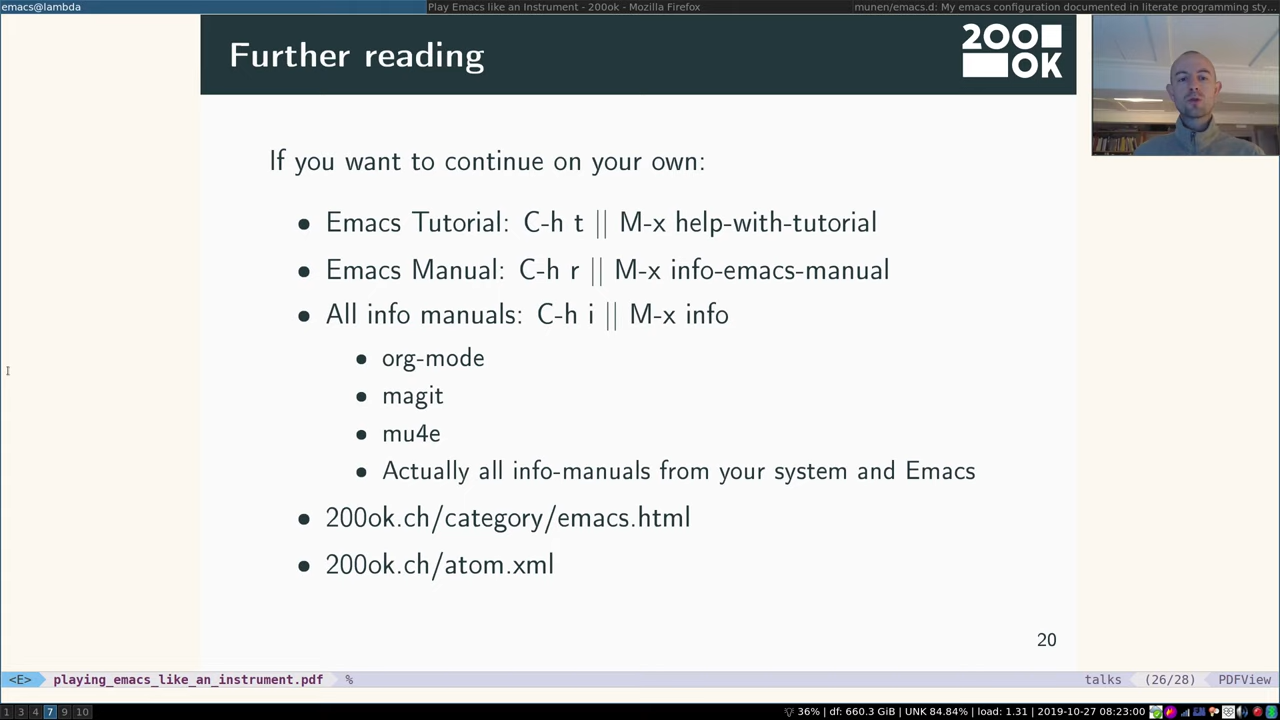 emacs@lambda
Play Emacs like an Instrument - 200ok - Mozilla Firefox
munen/emacs.d: My emacs configuration documented in literate programming sty...
Further reading
200 OK
If you want to continue on your own:
• Emacs Tutorial: C-h t || M-x help-with-tutorial
• Emacs Manual: C-h r || M-x info-emacs-manual
• All info manuals: C-h i || M-x info
• org-mode
• magit
• mu4e
• Actually all info-manuals from your system and Emacs
• 200ok.ch/category/emacs.html
• 200ok.ch/atom.xml
20
<E> playing_emacs_like_an_instrument.pdf % talks (26/28) PDFView
1 3 4 7 9 10 36% | df: 660.3 GiB | UNK 84.84% | load: 1.31 | 2019-10-27 08:23:00